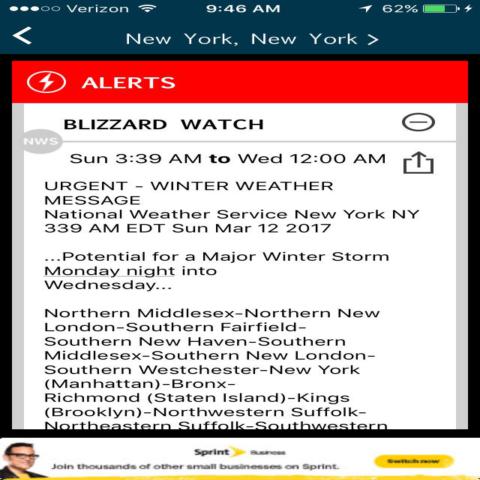 Verizon 9:46 AM 62%
New York, New York >
ALERTS
BLIZZARD WATCH
NWS
Sun 3:39 AM to Wed 12:00 AM
URGENT - WINTER WEATHER
MESSAGE
National Weather Service New York NY
339 AM EDT Sun Mar 12 2017
...Potential for a Major Winter Storm
Monday night into
Wednesday...
Northern Middlesex-Northern New
London-Southern Fairfield-
Southern New Haven-Southern
Middlesex-Southern New London-
Southern Westchester-New York
(Manhattan)-Bronx-
Richmond (Staten Island)-Kings
(Brooklyn)-Northwestern Suffolk-
Northeastern Suffolk-Southwestern
Sprint Business
Join thousands of other small businesses on Sprint.
Switch now